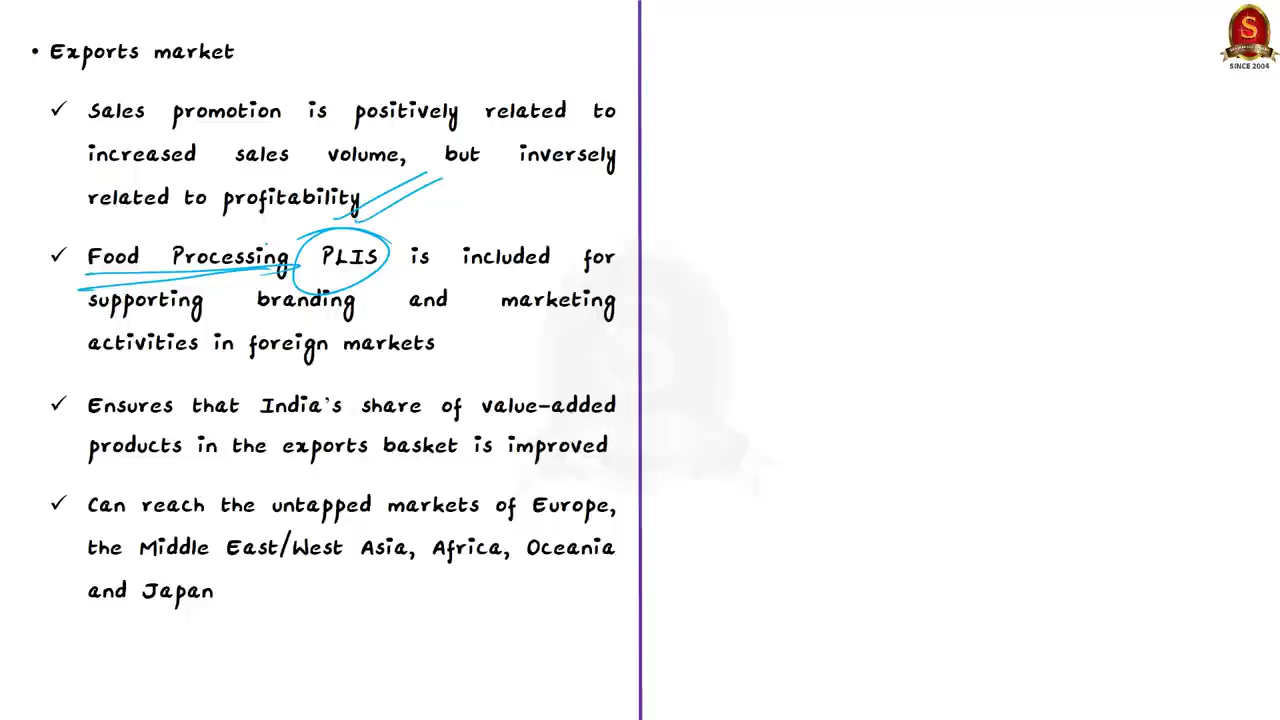 • Exports market
✓ Sales promotion is positively related to
increased sales volume, but inversely
related to profitability
✓ Food Processing PLIS is included for
supporting branding and marketing
activities in foreign markets
✓ Ensures that India's share of value-added
products in the exports basket is improved
✓ Can reach the untapped markets of Europe,
the Middle East/West Asia, Africa, Oceania
and Japan
S
SINCE 2004